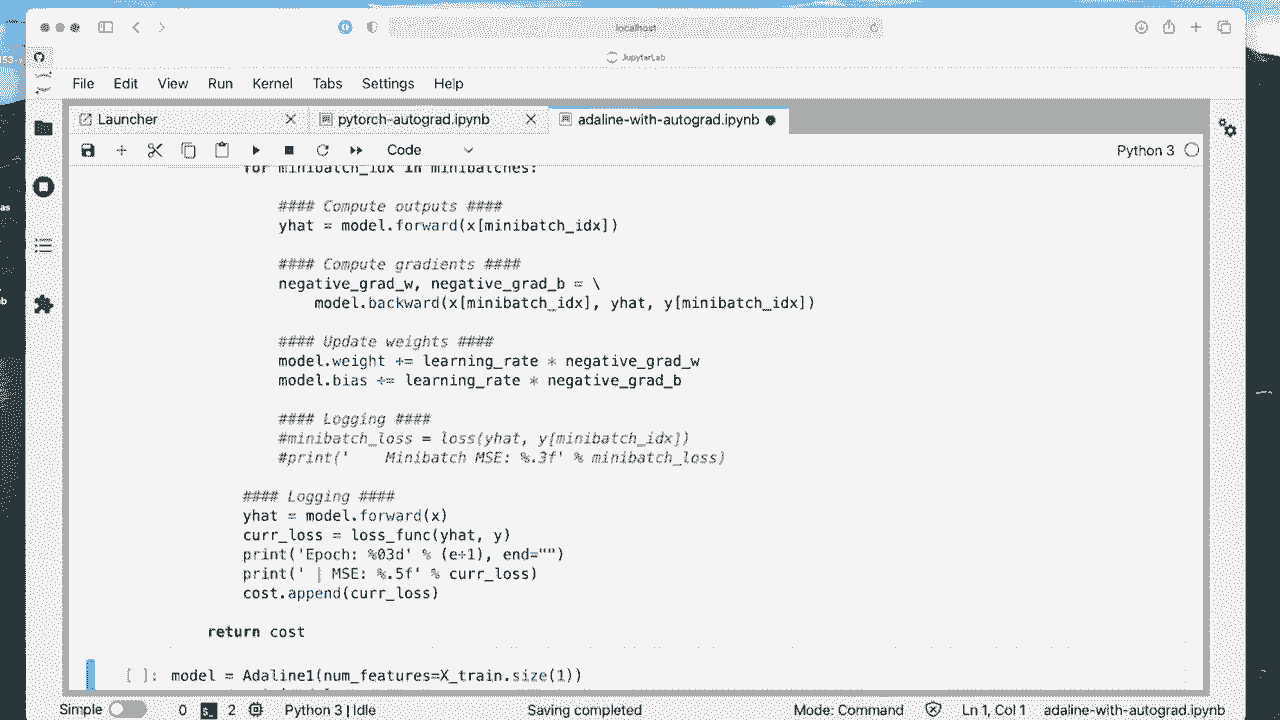 localhost
JupyterLab
File Edit View Run Kernel Tabs Settings Help
Launcher pytorch-autograd.ipynb adaline-with-autograd.ipynb
Code Python 3
for minibatch_idx in minibatches:
#### Compute outputs ####
yhat = model.forward(x[minibatch_idx])
#### Compute gradients ####
negative_grad_w, negative_grad_b = \
model.backward(x[minibatch_idx], yhat, y[minibatch_idx])
#### Update weights ####
model.weight += learning_rate * negative_grad_w
model.bias += learning_rate * negative_grad_b
#### Logging ####
#minibatch_loss = loss(yhat, y[minibatch_idx])
#print('    Minibatch MSE: %.3f' % minibatch_loss)
#### Logging ####
yhat = model.forward(x)
curr_loss = loss_func(yhat, y)
print('Epoch: %03d' % (e+1), end="")
print(' | MSE: %.5f' % curr_loss)
cost.append(curr_loss)
return cost
[ ]: model = Adaline1(num_features=X_train.size(1))
Simple 0 2 Python 3 | Idle Saving completed Mode: Command Ln 1, Col 1 adaline-with-autograd.ipynb